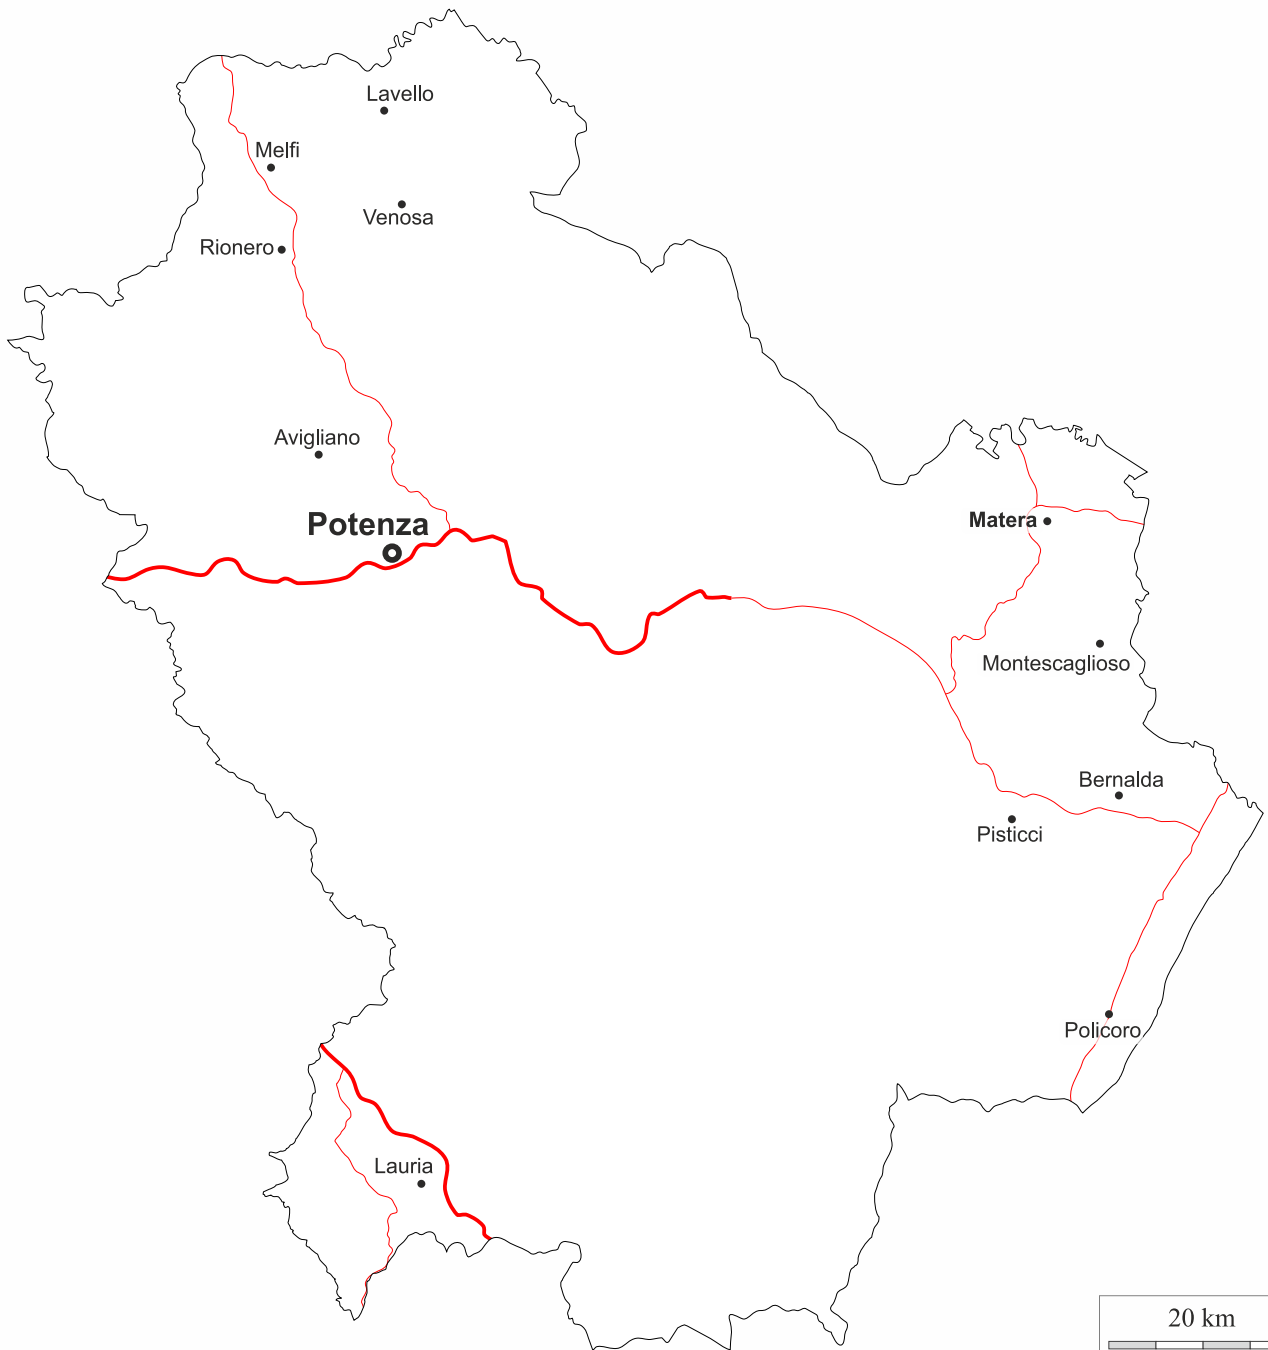 Lavello
Melfi
Venosa
Rionero
Avigliano
Potenza
Matera
Montescaglioso
Bernalda
Pisticci
Policoro
Lauria
20 km